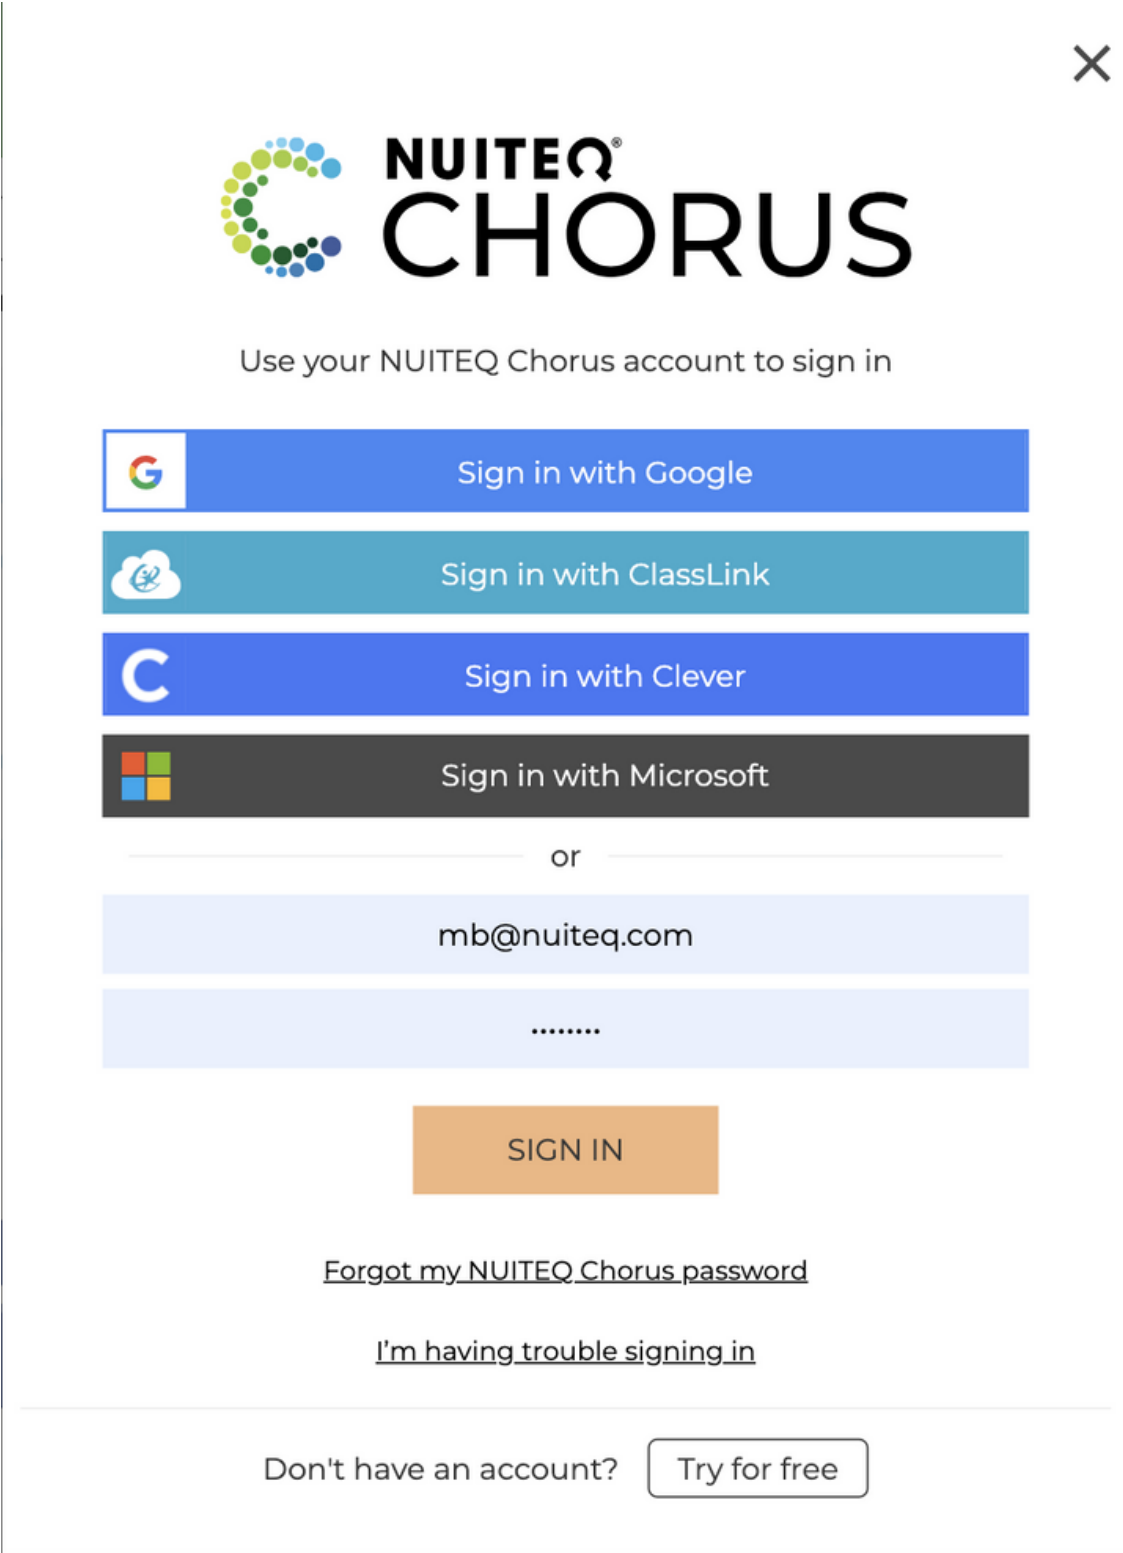 NUITEQ®
CHORUS
Use your NUITEQ Chorus account to sign in
Sign in with Google
Sign in with ClassLink
Sign in with Clever
Sign in with Microsoft
or
mb@nuiteq.com
••••••••
SIGN IN
Forgot my NUITEQ Chorus password
I'm having trouble signing in
Don't have an account? Try for free